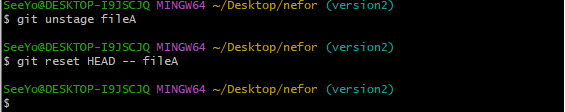 SeeYo@DESKTOP-I9JSCJQ MINGW64 ~/Desktop/nefor (version2)
$ git unstage fileA
SeeYo@DESKTOP-I9JSCJQ MINGW64 ~/Desktop/nefor (version2)
$ git reset HEAD -- fileA
SeeYo@DESKTOP-I9JSCJQ MINGW64 ~/Desktop/nefor (version2)
$